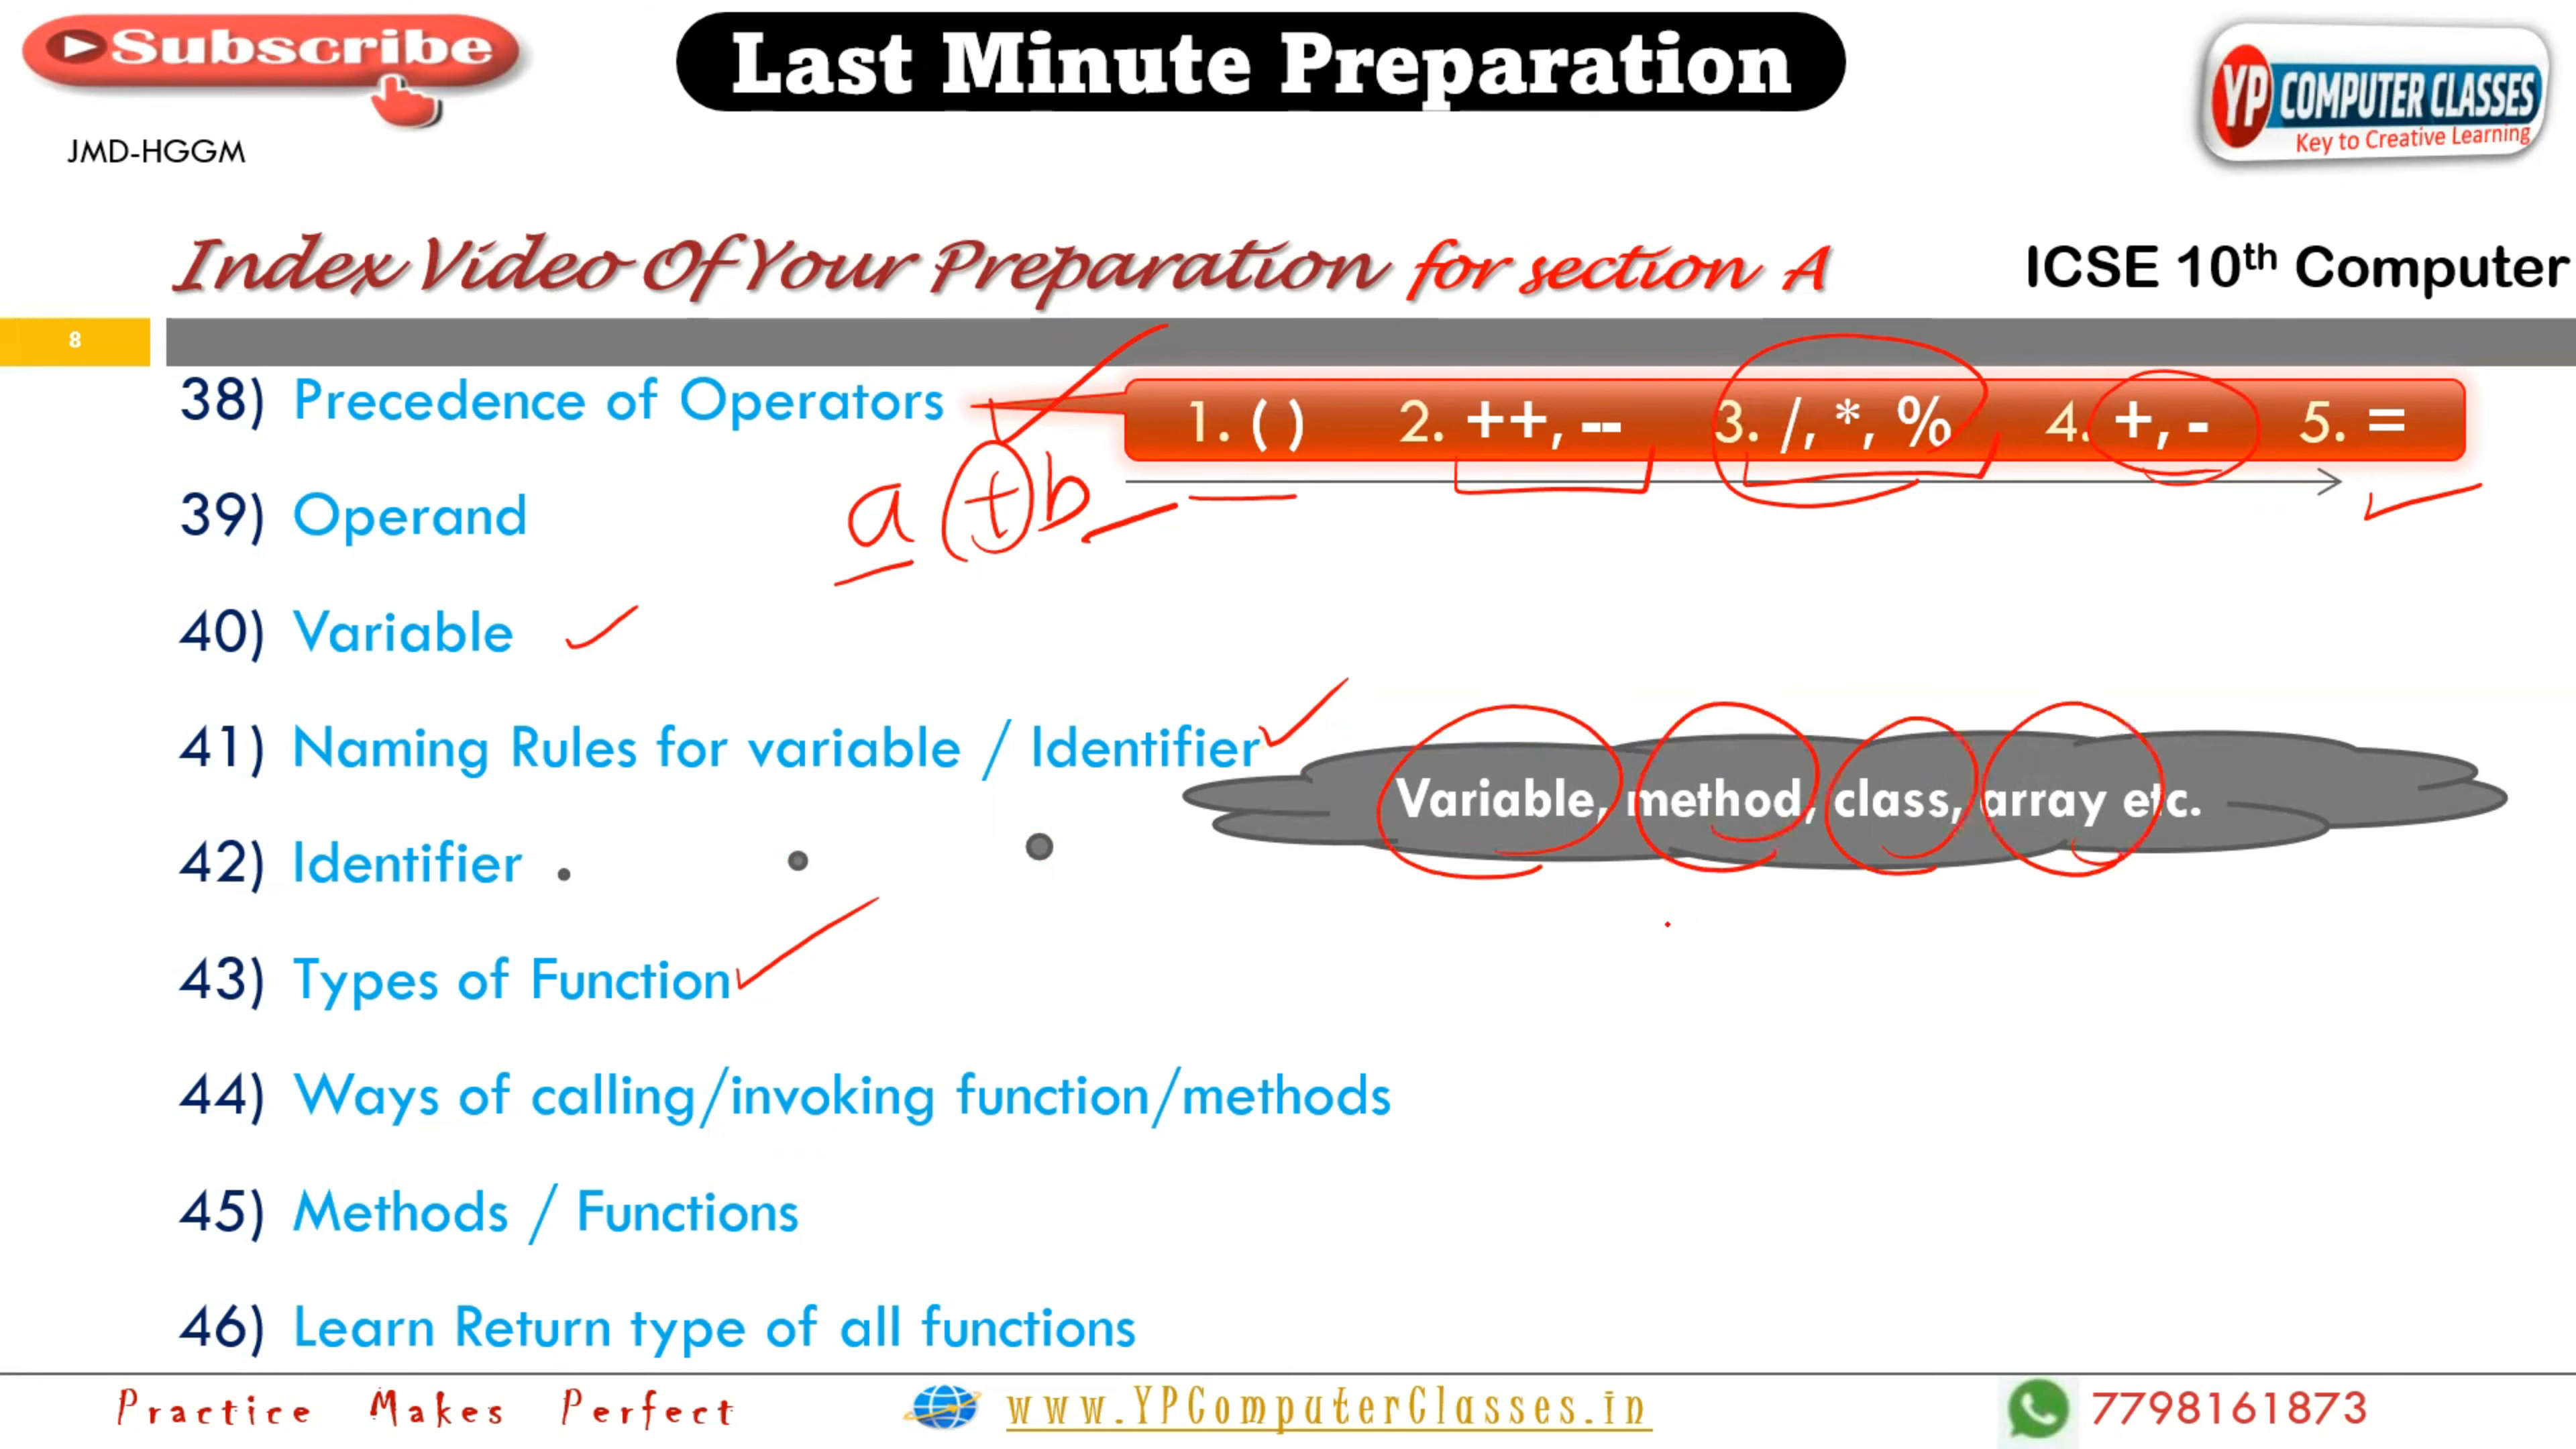 Subscribe
Last Minute Preparation
YP COMPUTER CLASSES
Key to Creative Learning
JMD-HGGM
Index Video Of Your Preparation for section A
ICSE 10th Computer
8
38) Precedence of Operators
1. ( ) 2. ++, -- 3. /, *, % 4. +, - 5. =
39) Operand
a + b
40) Variable
41) Naming Rules for variable / Identifier
Variable, method, class, array etc.
42) Identifier
43) Types of Function
44) Ways of calling/invoking function/methods
45) Methods / Functions
46) Learn Return type of all functions
Practice Makes Perfect
www.YPComputerClasses.in
7798161873